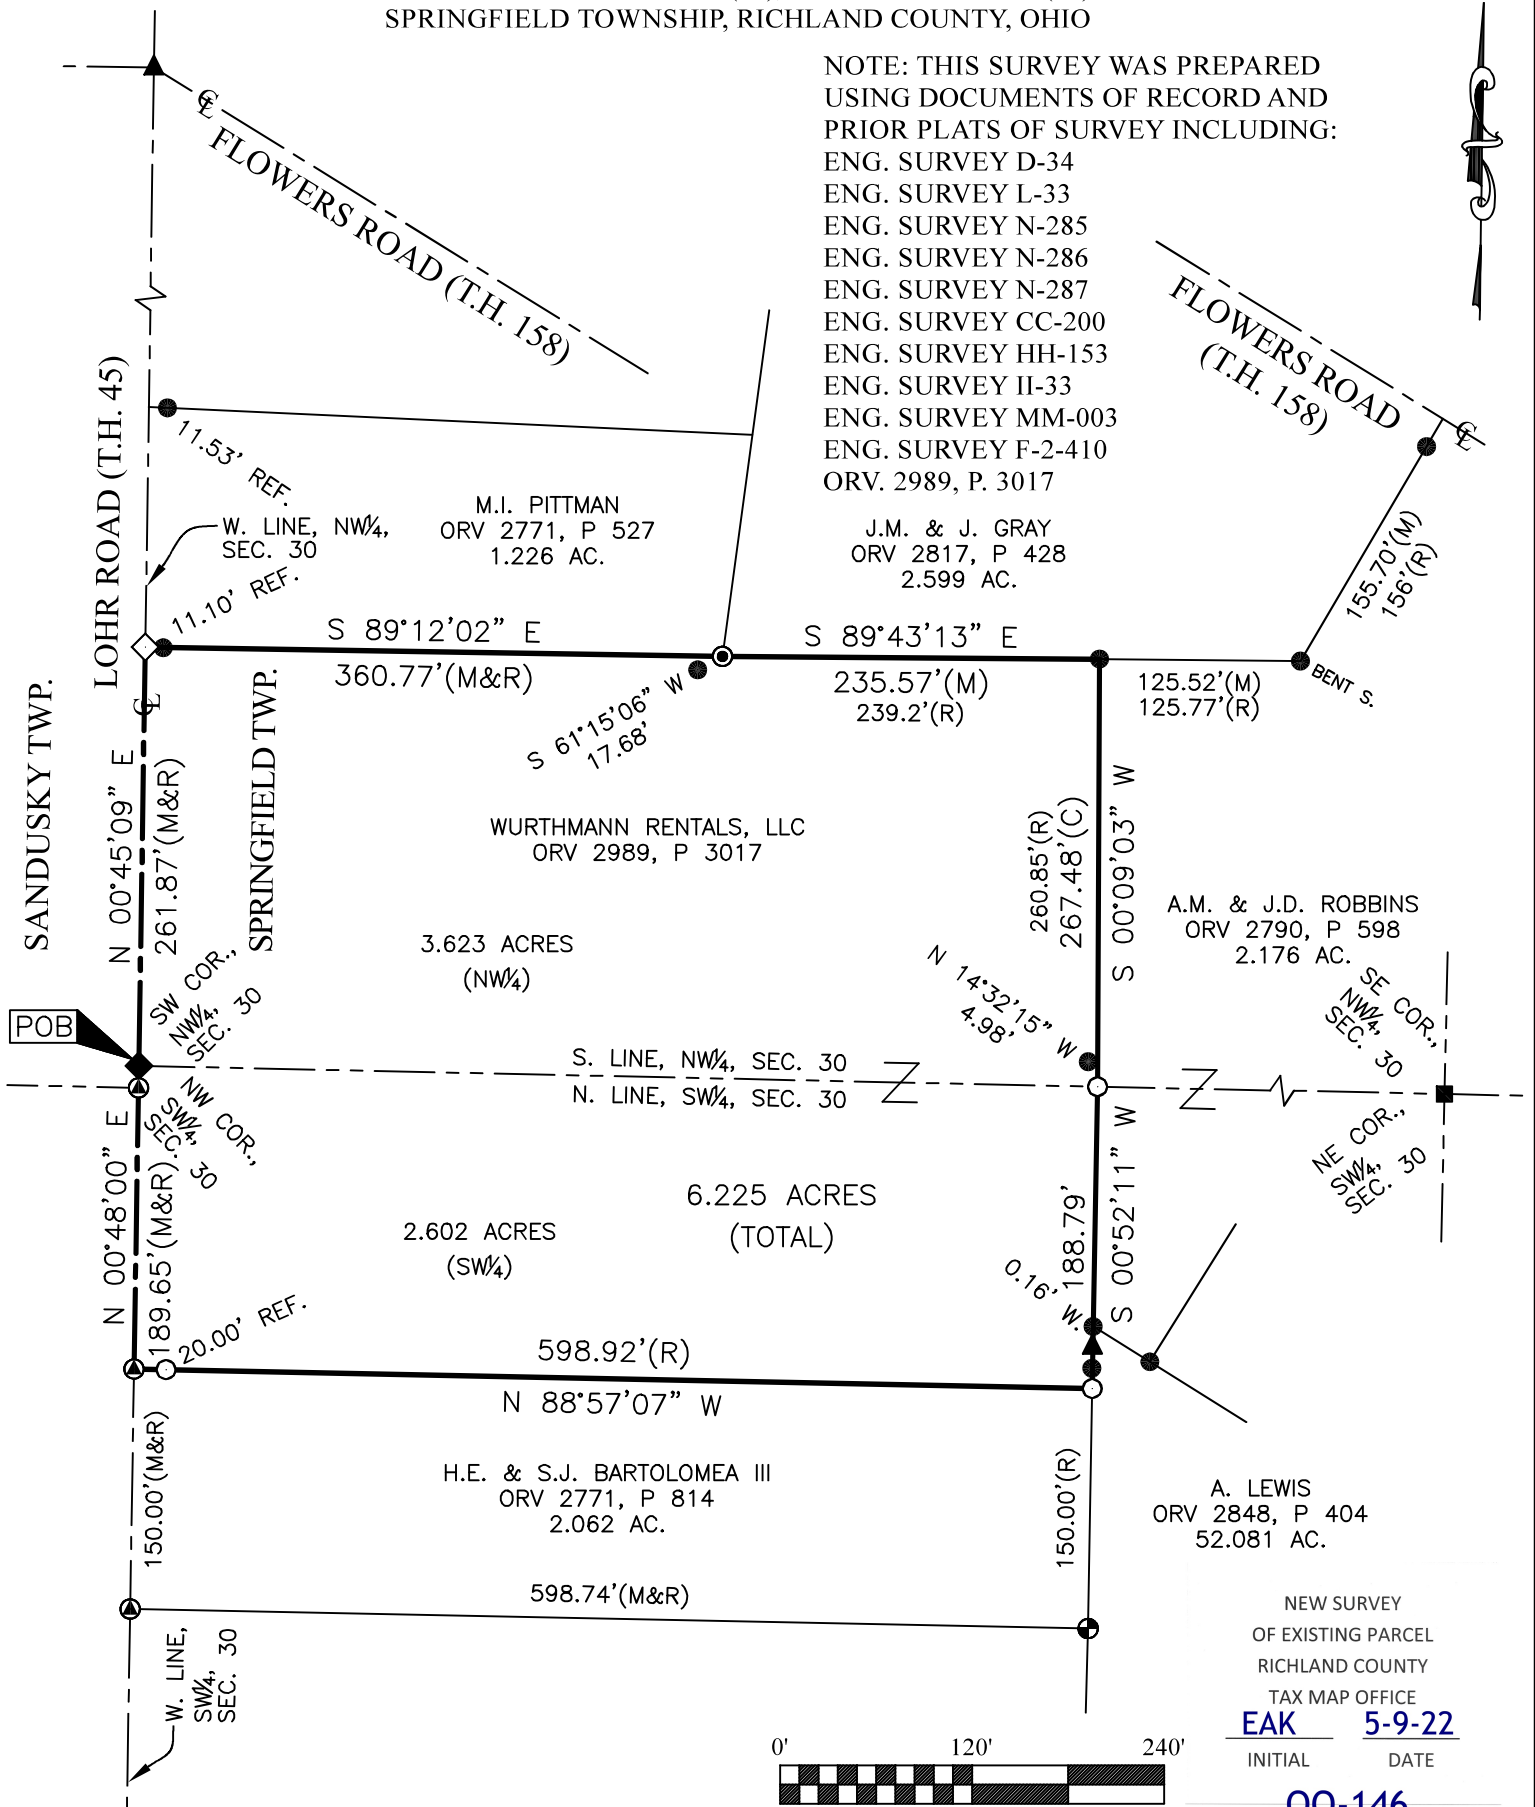 SPRINGFIELD TOWNSHIP, RICHLAND COUNTY, OHIO
NOTE: THIS SURVEY WAS PREPARED
USING DOCUMENTS OF RECORD AND
PRIOR PLATS OF SURVEY INCLUDING:
ENG. SURVEY D-34
ENG. SURVEY L-33
ENG. SURVEY N-285
ENG. SURVEY N-286
ENG. SURVEY N-287
ENG. SURVEY CC-200
ENG. SURVEY HH-153
ENG. SURVEY II-33
ENG. SURVEY MM-003
ENG. SURVEY F-2-410
ORV. 2989, P. 3017
℄
FLOWERS ROAD (T.H. 158)
FLOWERS ROAD
(T.H. 158)
℄
LOHR ROAD (T.H. 45)
11.53' REF.
W. LINE, NW¼,
SEC. 30
11.10' REF.
M.I. PITTMAN
ORV 2771, P 527
1.226 AC.
J.M. & J. GRAY
ORV 2817, P 428
2.599 AC.
155.70'(M)
156'(R)
S 89°12'02" E
360.77'(M&R)
S 89°43'13" E
235.57'(M)
239.2'(R)
125.52'(M)
125.77'(R)
BENT S.
S 61°15'06" W
17.68'
℄
SANDUSKY TWP.
N 00°45'09" E
261.87'(M&R)
SPRINGFIELD TWP.
WURTHMANN RENTALS, LLC
ORV 2989, P 3017
3.623 ACRES
(NW¼)
260.85'(R)
267.48'(C)
S 00°09'03" W
A.M. & J.D. ROBBINS
ORV 2790, P 598
2.176 AC.
N 14°32'15" W
4.98'
SW COR.,
NW¼,
SEC. 30
POB
SE COR.,
NW¼,
SEC. 30
S. LINE, NW¼, SEC. 30
N. LINE, SW¼, SEC. 30
NW COR.,
SW¼,
SEC. 30
NE COR.,
SW¼,
SEC. 30
N 00°48'00" E
189.65'(M&R)
6.225 ACRES
(TOTAL)
2.602 ACRES
(SW¼)
188.79'
S 00°52'11" W
0.16' W.
20.00' REF.
598.92'(R)
N 88°57'07" W
150.00'(M&R)
H.E. & S.J. BARTOLOMEA III
ORV 2771, P 814
2.062 AC.
150.00'(R)
A. LEWIS
ORV 2848, P 404
52.081 AC.
598.74'(M&R)
W. LINE,
SW¼,
SEC. 30
NEW SURVEY
OF EXISTING PARCEL
RICHLAND COUNTY
TAX MAP OFFICE
EAK 5-9-22
INITIAL DATE
0' 120' 240'